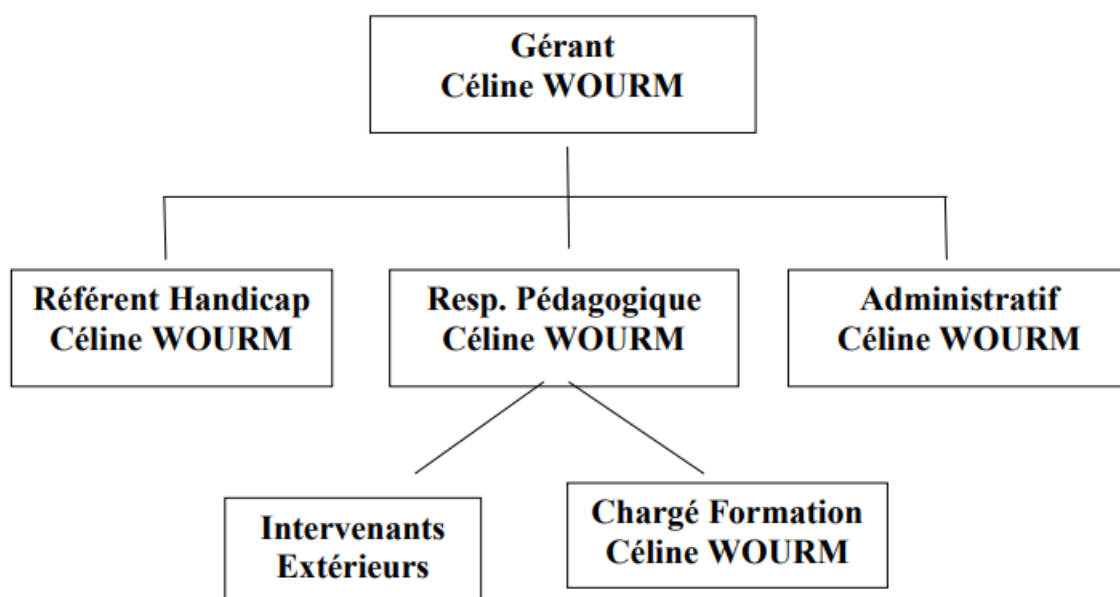 Gérant
Céline WOURM
Référent Handicap
Céline WOURM
Resp. Pédagogique
Céline WOURM
Administratif
Céline WOURM
Intervenants
Extérieurs
Chargé Formation
Céline WOURM